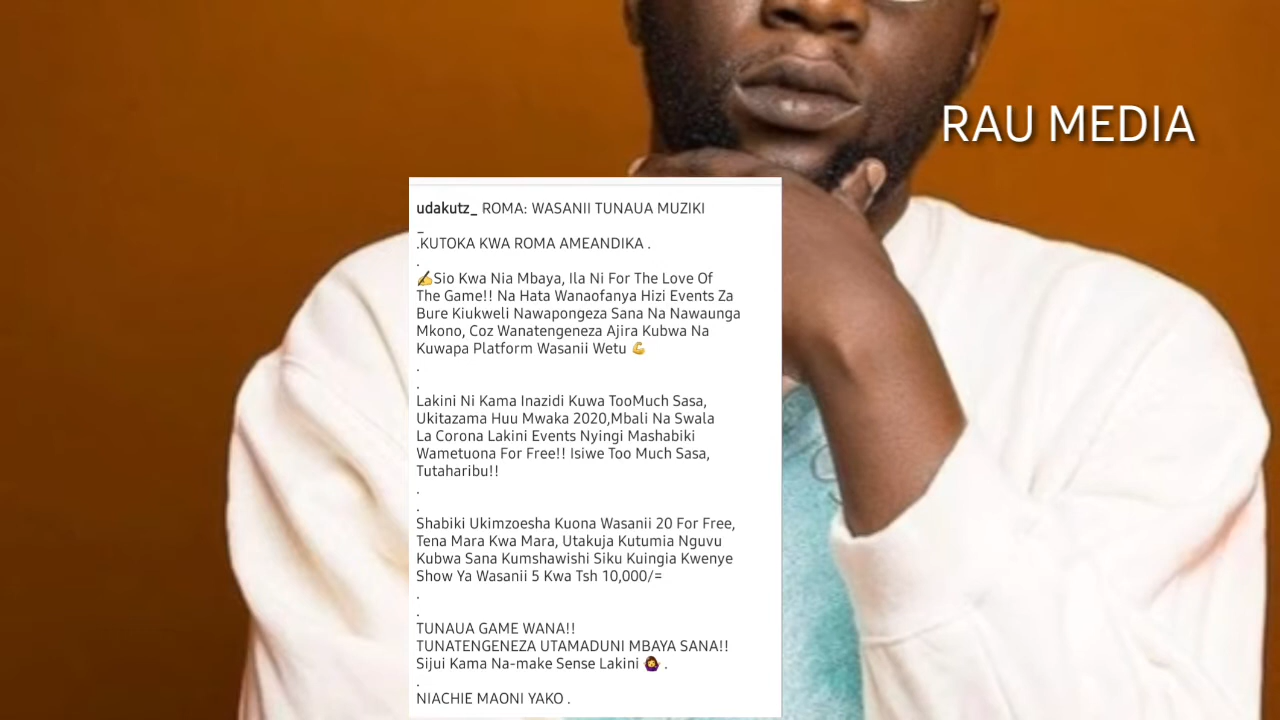 RAU MEDIA
udakutz_ ROMA: WASANII TUNAUA MUZIKI
_
.KUTOKA KWA ROMA AMEANDIKA .
.
✍️Sio Kwa Nia Mbaya, Ila Ni For The Love Of
The Game!! Na Hata Wanaofanya Hizi Events Za
Bure Kiukweli Nawapongeza Sana Na Nawaunga
Mkono, Coz Wanatengeneza Ajira Kubwa Na
Kuwapa Platform Wasanii Wetu 💪
.
.
Lakini Ni Kama Inazidi Kuwa TooMuch Sasa,
Ukitazama Huu Mwaka 2020,Mbali Na Swala
La Corona Lakini Events Nyingi Mashabiki
Wametuona For Free!! Isiwe Too Much Sasa,
Tutaharibu!!
.
.
Shabiki Ukimzoesha Kuona Wasanii 20 For Free,
Tena Mara Kwa Mara, Utakuja Kutumia Nguvu
Kubwa Sana Kumshawishi Siku Kuingia Kwenye
Show Ya Wasanii 5 Kwa Tsh 10,000/=
.
.
TUNAUA GAME WANA!!
TUNATENGENEZA UTAMADUNI MBAYA SANA!!
Sijui Kama Na-make Sense Lakini 🙆‍♀️ .
.
NIACHIE MAONI YAKO .